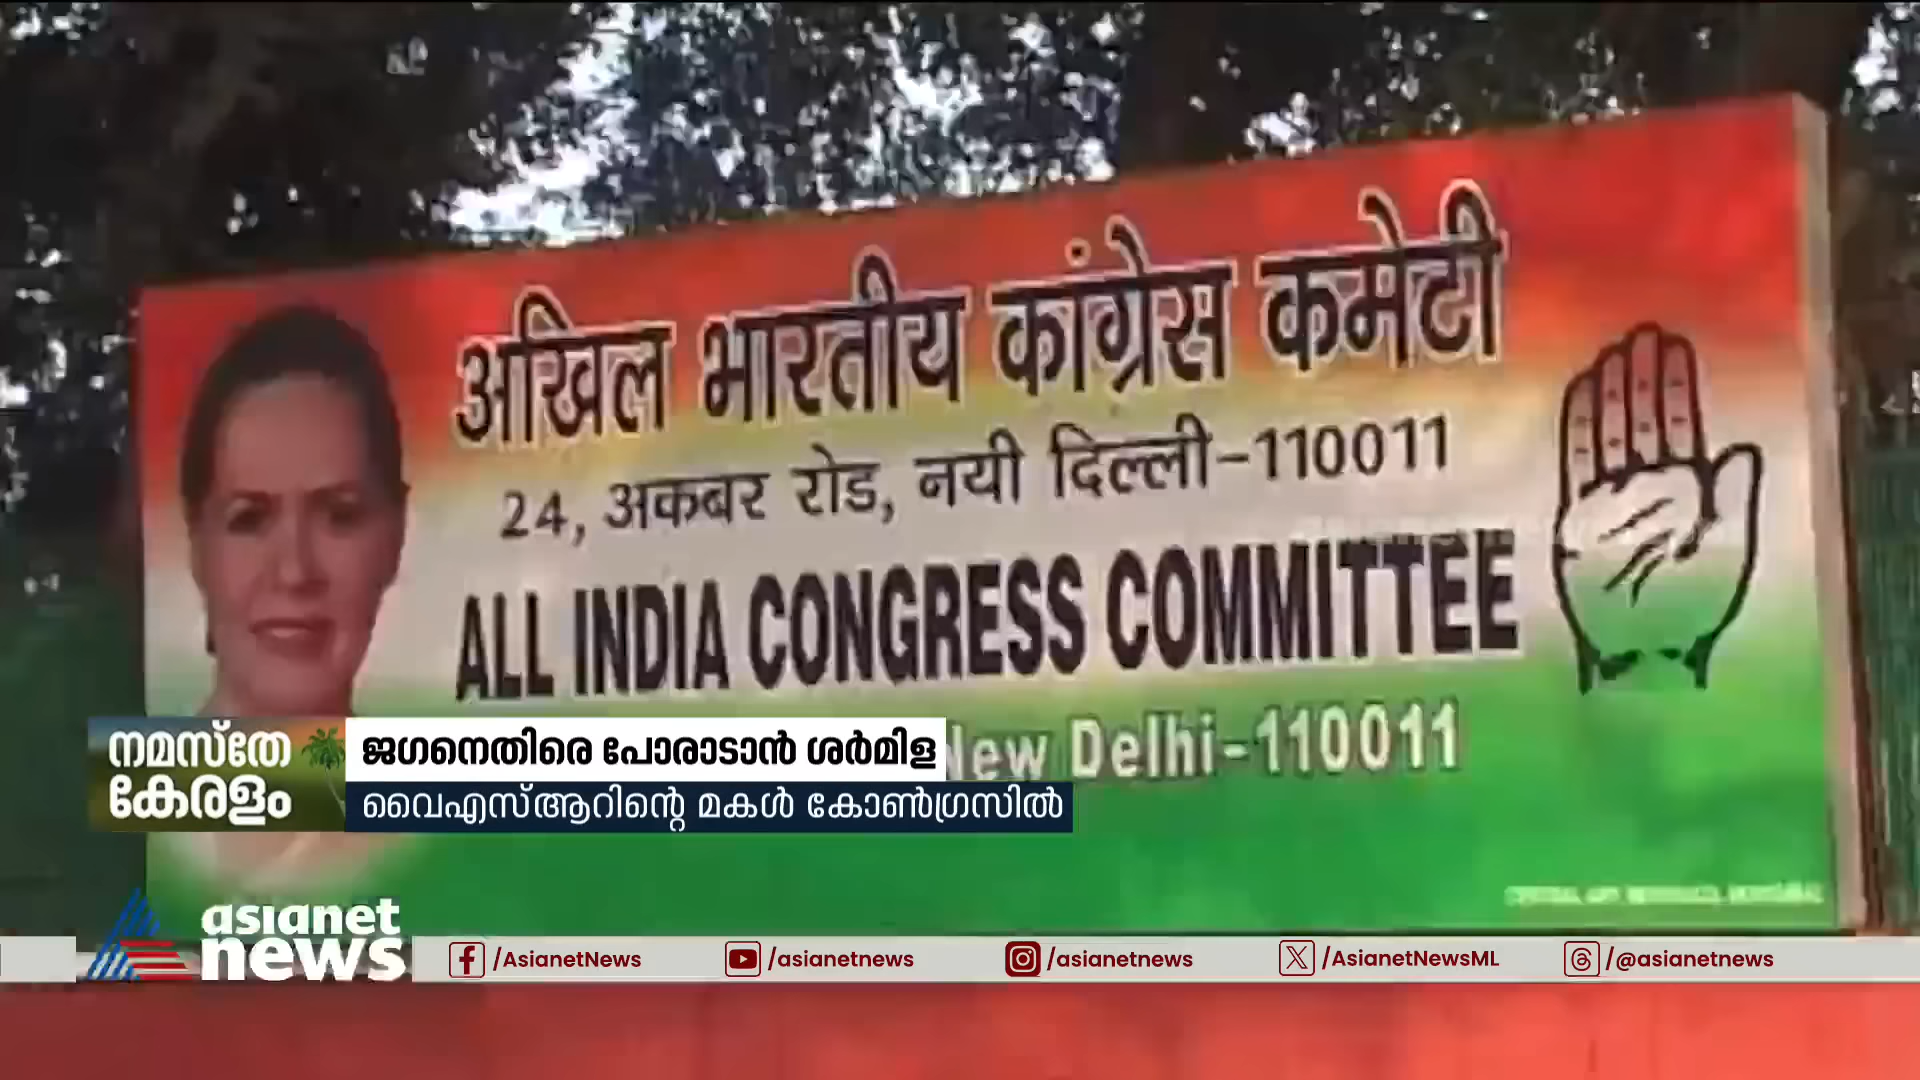 अखिल भारतीय कांग्रेस कमेटी
24, अकबर रोड, नयी दिल्ली-110011
ALL INDIA CONGRESS COMMITTEE
New Delhi-110011
നമസ്തേ
കേരളം
ജഗനെതിരെ പോരാടാൻ ശർമിള
വൈഎസ്ആറിന്റെ മകൾ കോൺഗ്രസിൽ
asianet
news
/AsianetNews
/asianetnews
/asianetnews
/AsianetNewsML
/@asianetnews